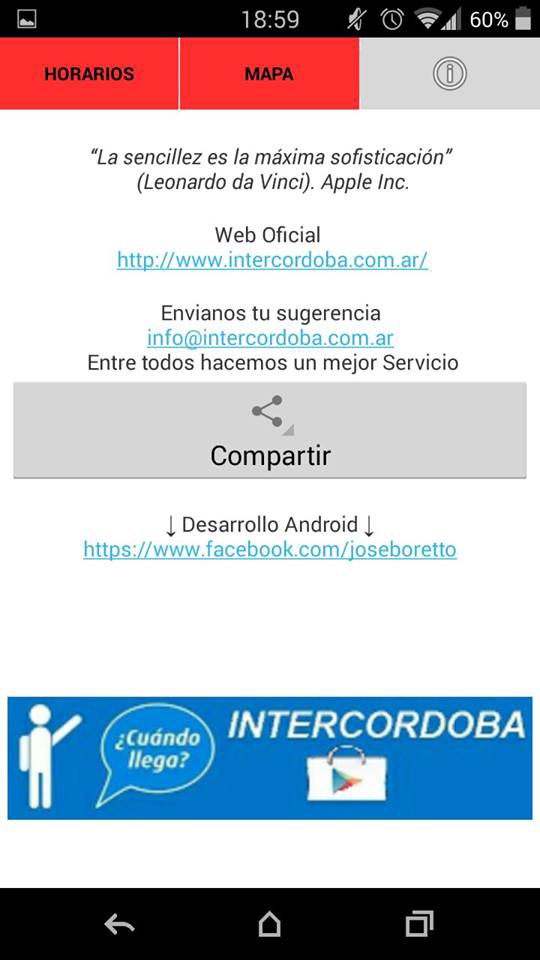 18:59
60%
HORARIOS
MAPA
“La sencillez es la máxima sofisticación”
(Leonardo da Vinci). Apple Inc.
Web Oficial
http://www.intercordoba.com.ar/
Envianos tu sugerencia
info@intercordoba.com.ar
Entre todos hacemos un mejor Servicio
Compartir
↓ Desarrollo Android ↓
https://www.facebook.com/joseboretto
¿Cuándo
llega?
INTERCORDOBA